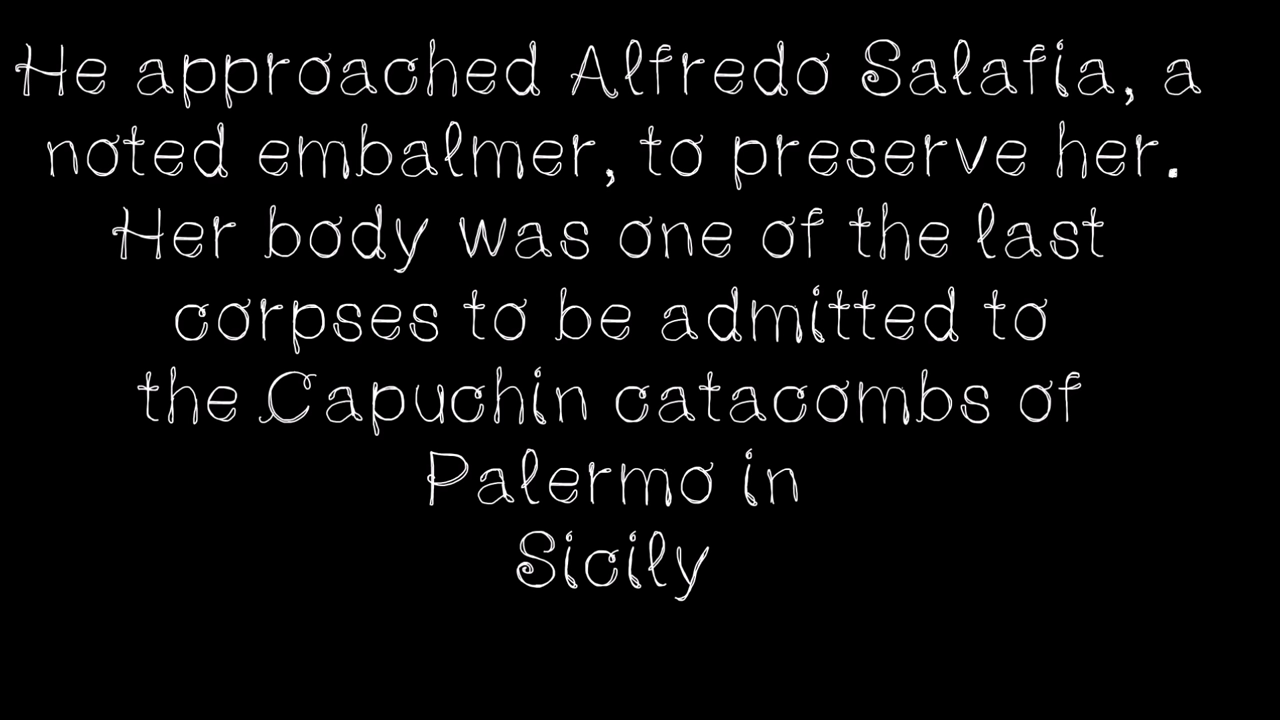 He approached Alfredo Salafia, a
noted embalmer, to preserve her.
Her body was one of the last
corpses to be admitted to
the Capuchin catacombs of
Palermo in
Sicily